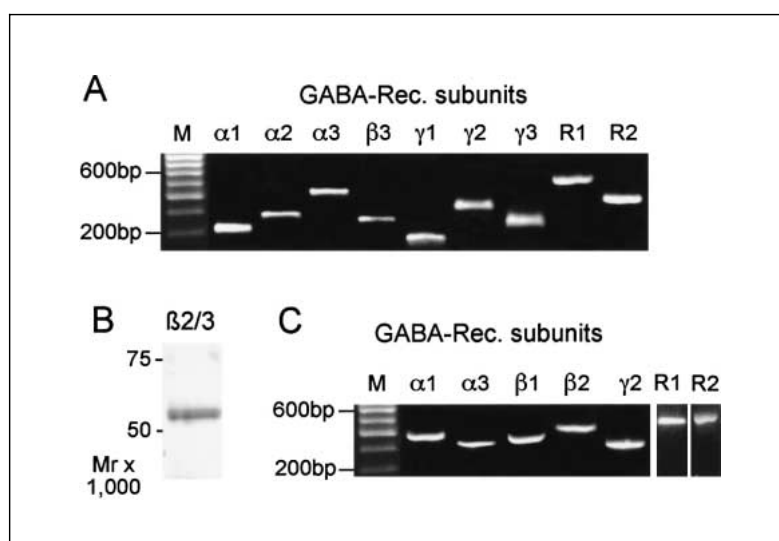 A
GABA-Rec. subunits
M α1 α2 α3 β3 γ1 γ2 γ3 R1 R2
600bp
200bp
B
ß2/3
75
50
Mr x
1,000
C
GABA-Rec. subunits
M α1 α3 β1 β2 γ2 R1 R2
600bp
200bp